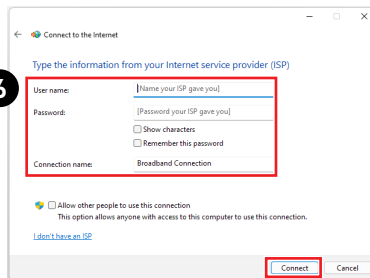 Connect to the Internet
Type the information from your Internet service provider (ISP)
6
User name: [Name your ISP gave you]
Password: [Password your ISP gave you]
Show characters
Remember this password
Connection name: Broadband Connection
Allow other people to use this connection
This option allows anyone with access to this computer to use this connection.
I don't have an ISP
Connect Cancel